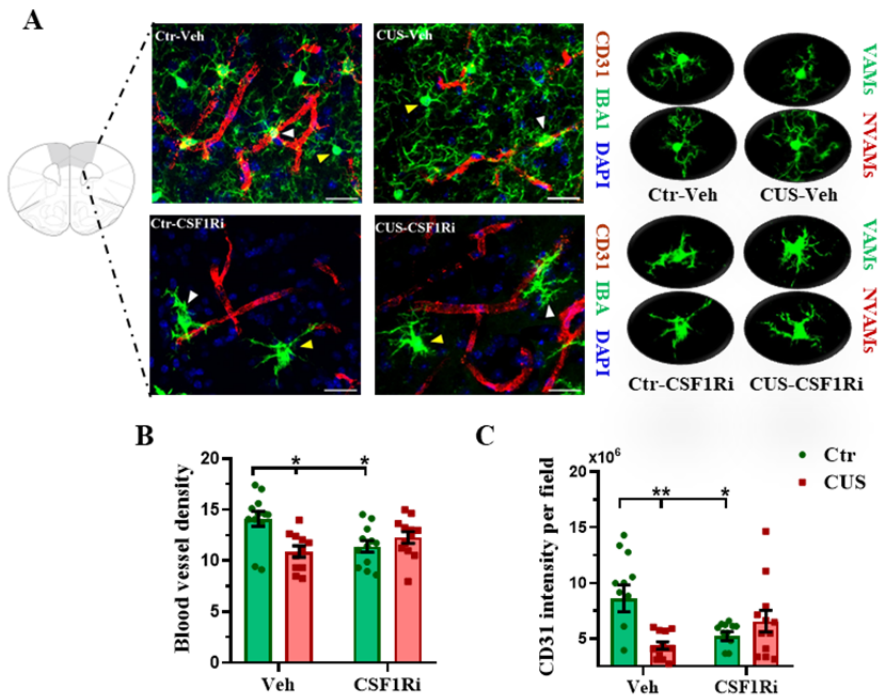 A
Ctr-Veh
CUS-Veh
CD31 IBA1 DAPI
VAMs
NVAMs
Ctr-Veh CUS-Veh
Ctr-CSF1Ri
CUS-CSF1Ri
CD31 IBA DAPI
VAMs
NVAMs
Ctr-CSF1Ri CUS-CSF1Ri
B
Blood vessel density
20
15
10
5
0
* *
Veh CSF1Ri
C
CD31 intensity per field
x10⁶
20
15
10
5
** *
Veh CSF1Ri
Ctr
CUS